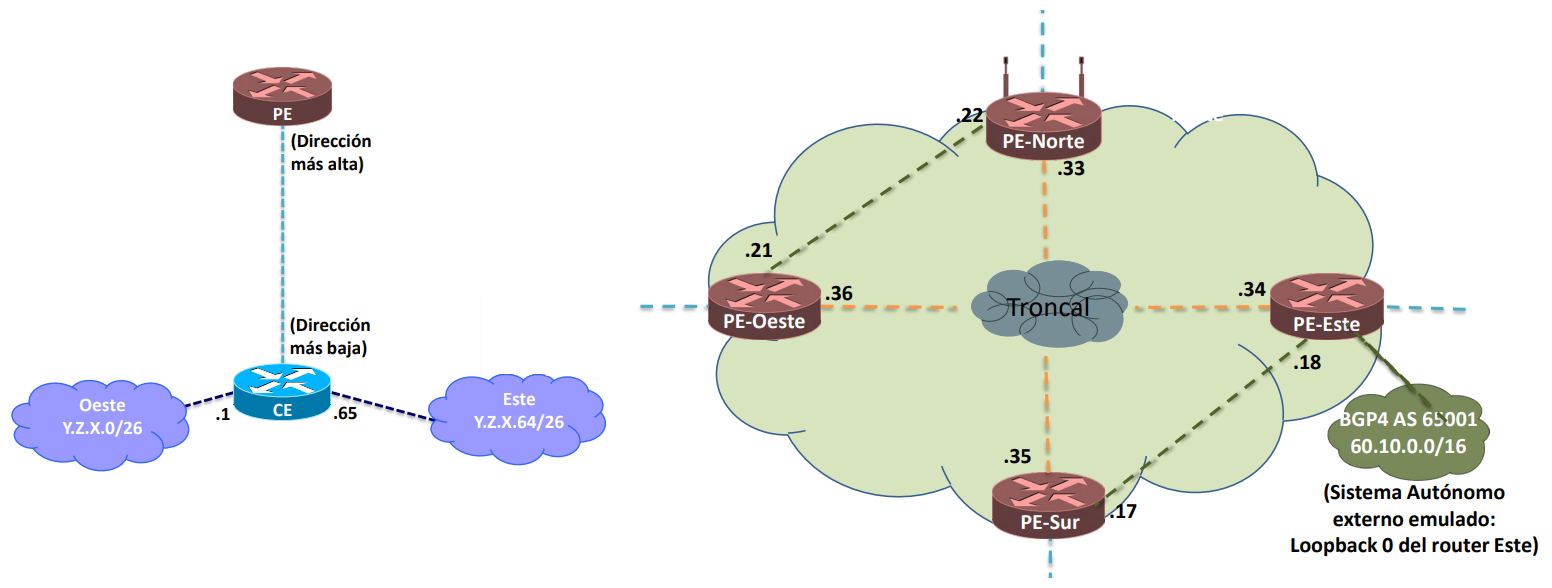 PE
(Dirección
más alta)
(Dirección
más baja)
Oeste
Y.Z.X.0/26
.1
CE
.65
Este
Y.Z.X.64/26
.22
PE-Norte
.33
.21
.36
PE-Oeste
Troncal
.34
PE-Este
.18
.35
PE-Sur
.17
BGP4 AS 65001
60.10.0.0/16
(Sistema Autónomo
externo emulado:
Loopback 0 del router Este)